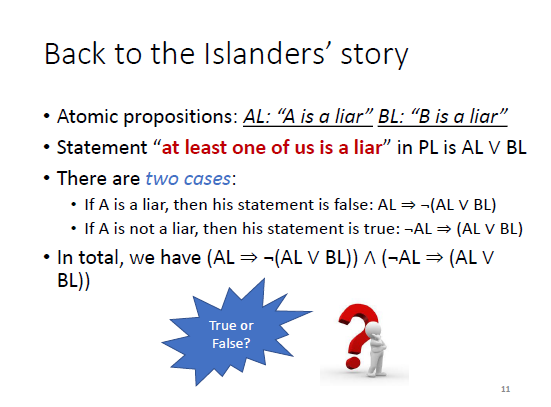 Back to the Islanders’ story
• Atomic propositions: AL: “A is a liar” BL: “B is a liar”
• Statement “at least one of us is a liar” in PL is AL ∨ BL
• There are two cases:
• If A is a liar, then his statement is false: AL ⇒ ¬(AL ∨ BL)
• If A is not a liar, then his statement is true: ¬AL ⇒ (AL ∨ BL)
• In total, we have (AL ⇒ ¬(AL ∨ BL)) ∧ (¬AL ⇒ (AL ∨
BL))
True or
False?
11